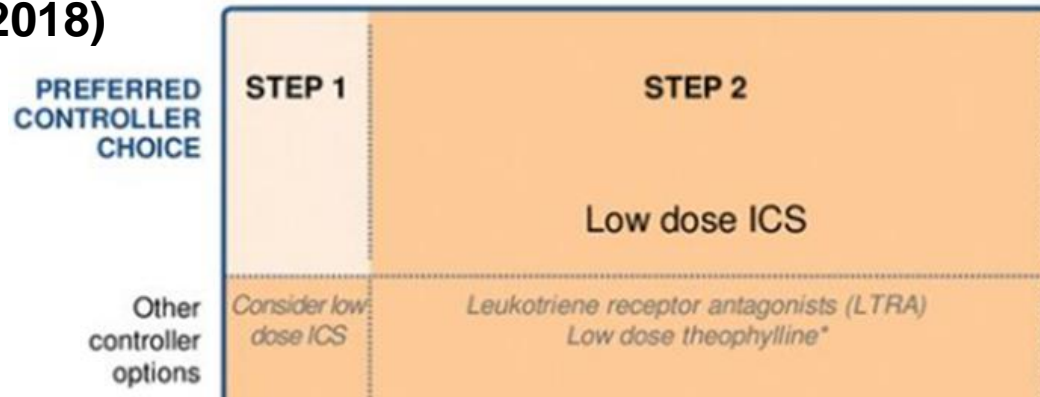 2018)
PREFERRED
CONTROLLER
CHOICE
STEP 1
STEP 2
Low dose ICS
Other
controller
options
Consider low
dose ICS
Leukotriene receptor antagonists (LTRA)
Low dose theophylline*